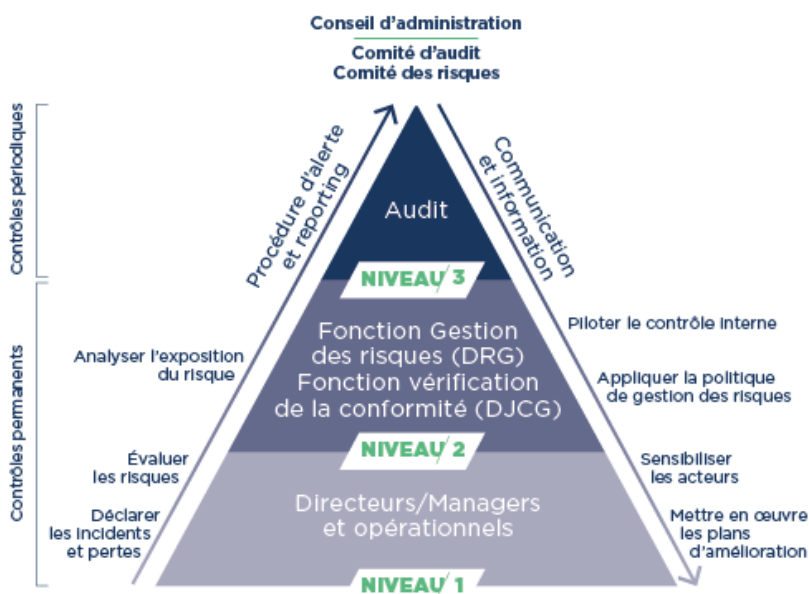 Conseil d'administration
Comité d'audit
Comité des risques
Contrôles périodiques
Procédure d'alerte
et reporting
Communication
et information
Audit
NIVEAU 3
Contrôles permanents
Analyser l'exposition
du risque
Fonction Gestion
des risques (DRG)
Fonction vérification
de la conformité (DJCG)
Piloter le contrôle interne
Appliquer la politique
de gestion des risques
NIVEAU 2
Évaluer
les risques
Sensibiliser
les acteurs
Directeurs/Managers
et opérationnels
Déclarer
les incidents
et pertes
Mettre en œuvre
les plans
d'amélioration
NIVEAU 1